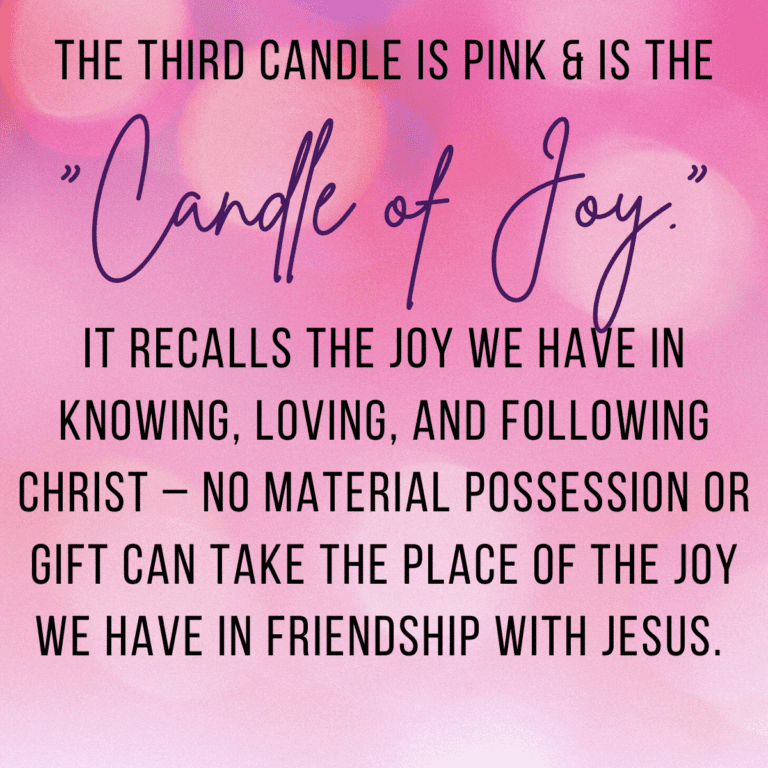 THE THIRD CANDLE IS PINK & IS THE
"Candle of Joy."
IT RECALLS THE JOY WE HAVE IN
KNOWING, LOVING, AND FOLLOWING
CHRIST – NO MATERIAL POSSESSION OR
GIFT CAN TAKE THE PLACE OF THE JOY
WE HAVE IN FRIENDSHIP WITH JESUS.